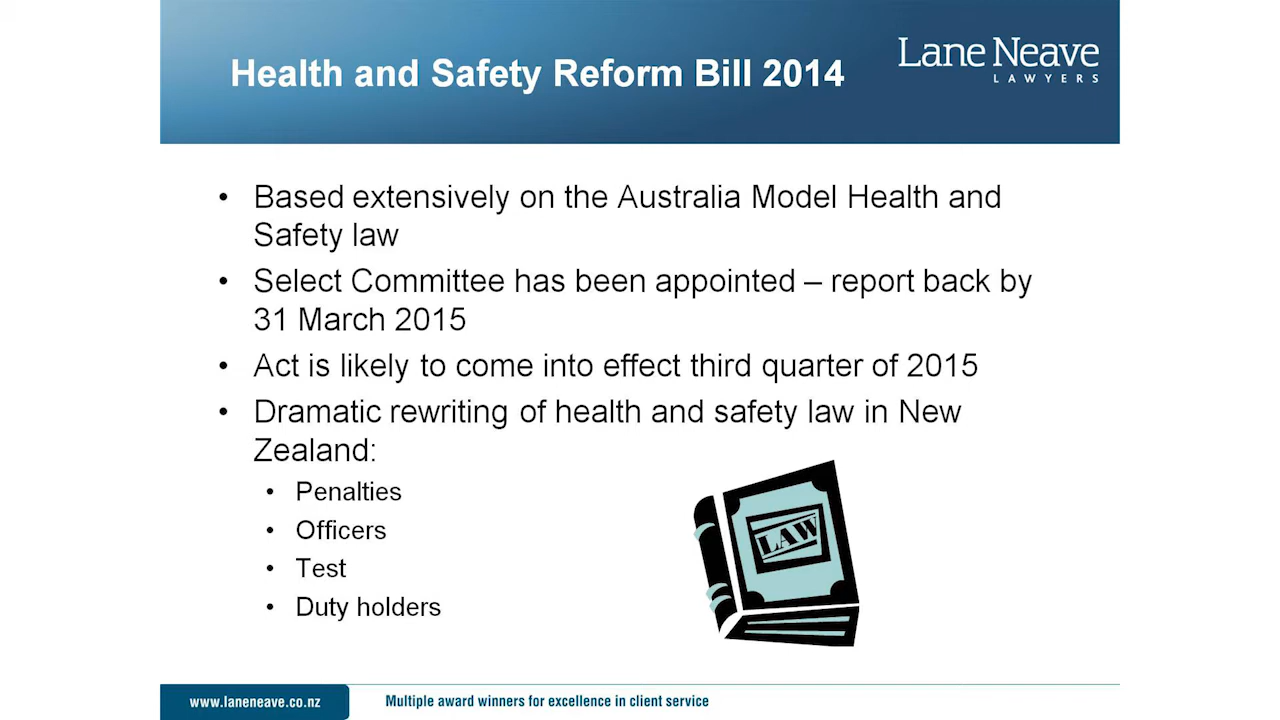 Health and Safety Reform Bill 2014
Lane Neave
LAWYERS
• Based extensively on the Australia Model Health and
Safety law
• Select Committee has been appointed – report back by
31 March 2015
• Act is likely to come into effect third quarter of 2015
• Dramatic rewriting of health and safety law in New
Zealand:
• Penalties
• Officers
• Test
• Duty holders
LAW
www.laneneave.co.nz
Multiple award winners for excellence in client service